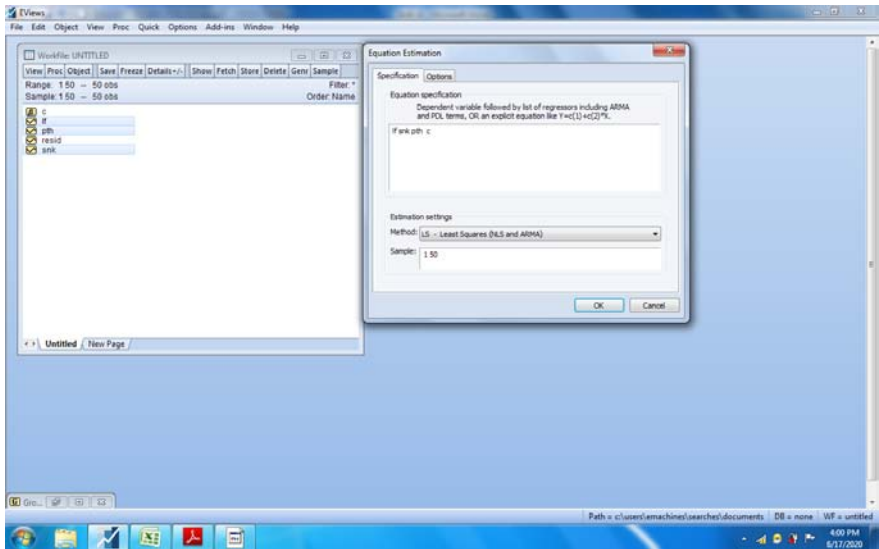 EViews
File Edit Object View Proc Quick Options Add-ins Window Help
Workfile: UNTITLED
View Proc Object Save Freeze Details+/- Show Fetch Store Delete Genr Sample
Range: 1 50 -- 50 obs Filter: *
Sample: 1 50 -- 50 obs Order: Name
c
lf
pth
resid
snk
Untitled New Page
Equation Estimation
Specification Options
Equation specification
Dependent variable followed by list of regressors including ARMA
and PDL terms, OR an explicit equation like Y=c(1)+c(2)*X.
lf snk pth c
Estimation settings
Method: LS - Least Squares (NLS and ARMA)
Sample: 1 50
OK Cancel
Gro...
Path = c:\users\emachines\searches\documents DB = none WF = untitled
4:00 PM
6/17/2020